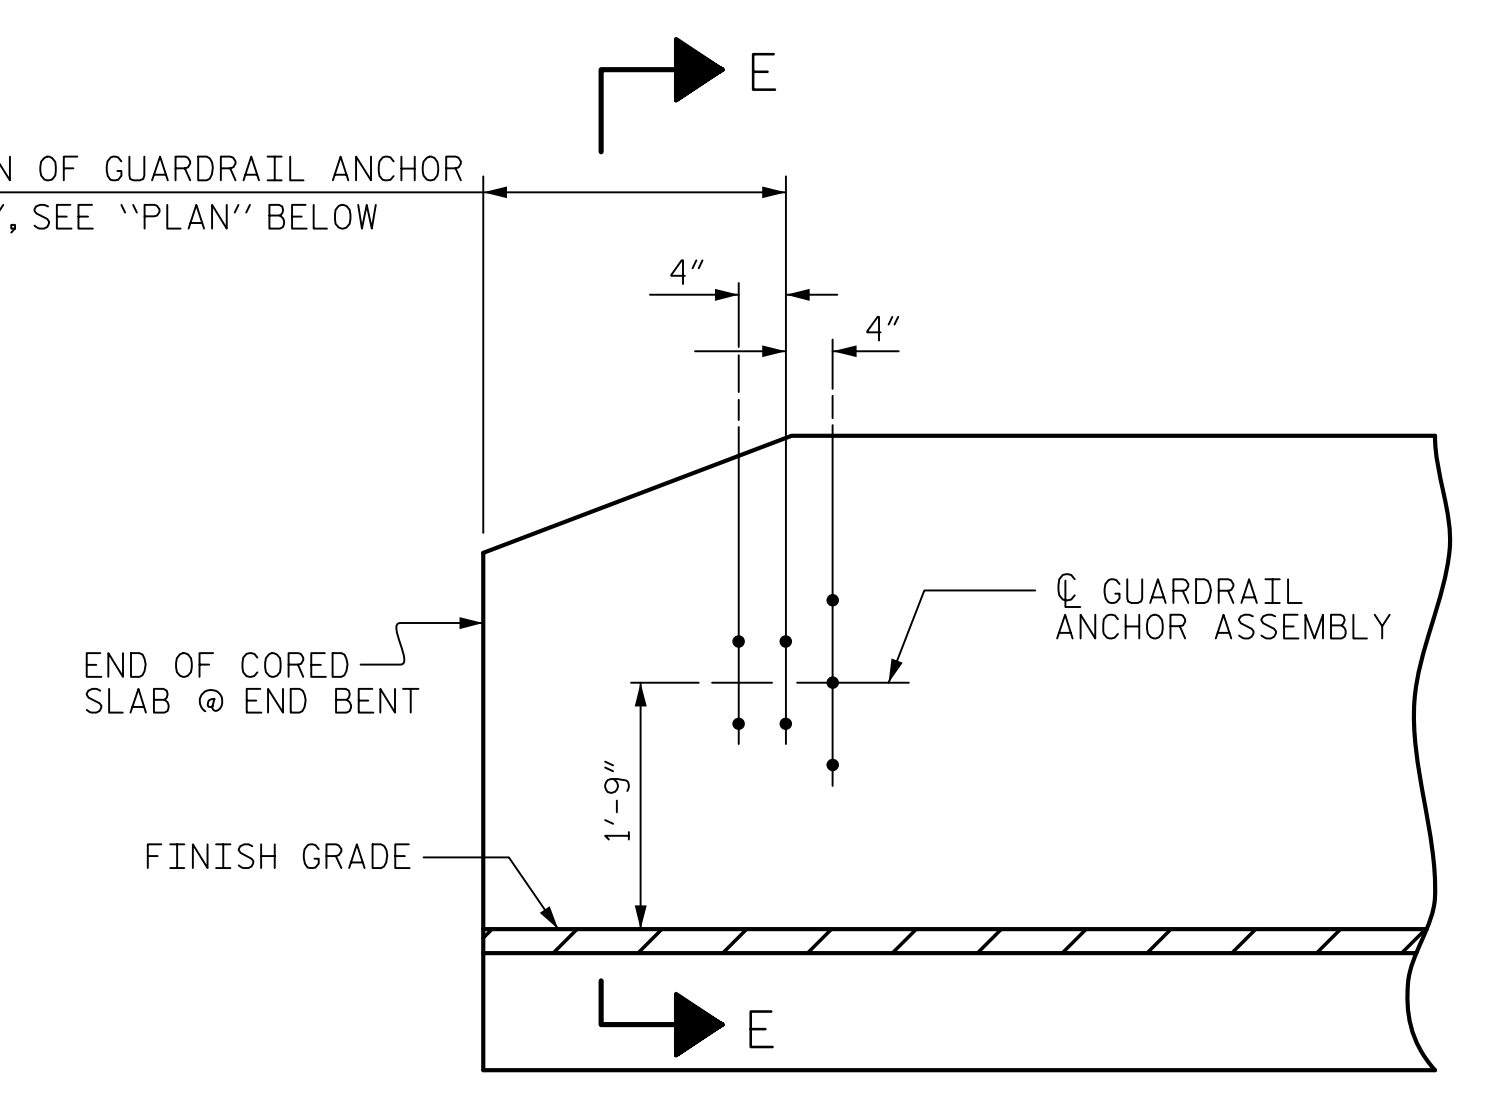 E
N OF GUARDRAIL ANCHOR
, SEE ‶PLAN″ BELOW
4″
4″
℄ GUARDRAIL
ANCHOR ASSEMBLY
END OF CORED
SLAB @ END BENT
1′-9″
FINISH GRADE
E